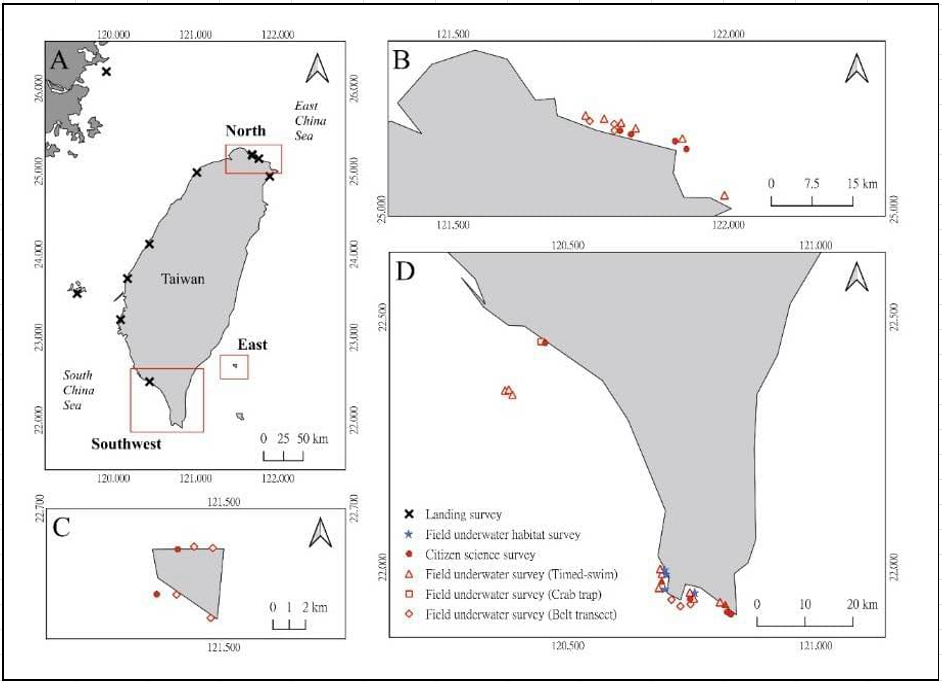 120.000 121.000 122.000
A
26.000
26.000
East
China
Sea
North
25.000
25.000
24.000
24.000
Taiwan
23.000
23.000
East
South
China
Sea
22.000
22.000
Southwest
0 25 50 km
120.000 121.000 122.000
121.500 122.000
B
0 7.5 15 km
25.000
25.000
121.500 122.000
121.500
22.700
22.700
C
0 1 2 km
121.500
120.500 121.000
D
22.500
22.500
Landing survey
Field underwater habitat survey
Citizen science survey
Field underwater survey (Timed-swim)
Field underwater survey (Crab trap)
Field underwater survey (Belt transect)
22.000
22.000
0 10 20 km
120.500 121.000